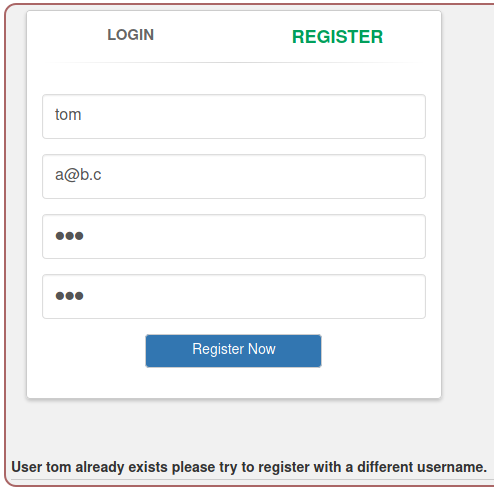 LOGIN REGISTER
tom
a@b.c
●●●
●●●
Register Now
User tom already exists please try to register with a different username.